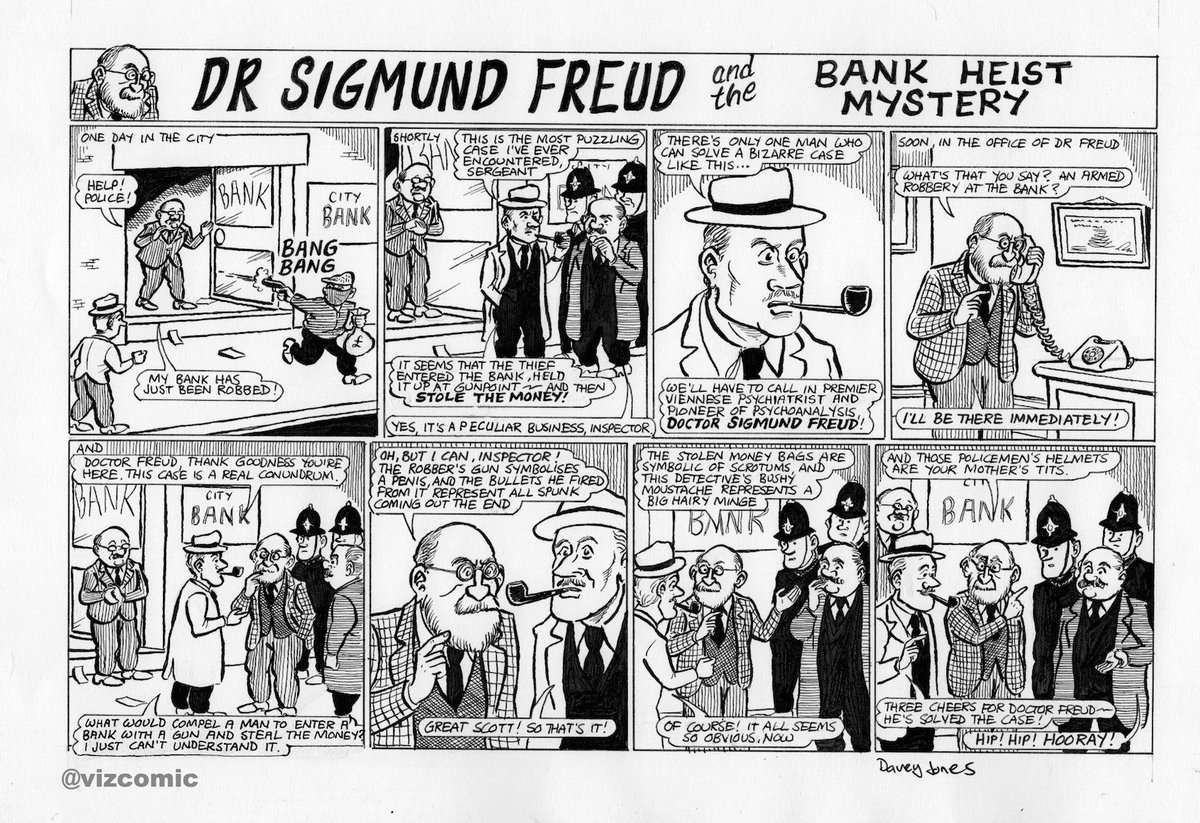 DR SIGMUND FREUD and
the
BANK HEIST
MYSTERY
ONE DAY IN THE CITY
HELP!
POLICE!
BANK
CITY
BANK
BANG
BANG
MY BANK HAS
JUST BEEN ROBBED!
£
SHORTLY,
THIS IS THE MOST PUZZLING
CASE I'VE EVER
ENCOUNTERED,
SERGEANT
IT SEEMS THAT THE THIEF
ENTERED THE BANK, HELD
IT UP AT GUNPOINT — AND THEN
STOLE THE MONEY!
YES, IT'S A PECULIAR BUSINESS, INSPECTOR
THERE'S ONLY ONE MAN WHO
CAN SOLVE A BIZARRE CASE
LIKE THIS...
WE'LL HAVE TO CALL IN PREMIER
VIENNESE PSYCHIATRIST AND
PIONEER OF PSYCHOANALYSIS,
DOCTOR SIGMUND FREUD!
SOON, IN THE OFFICE OF DR FREUD
WHAT'S THAT YOU SAY? AN ARMED
ROBBERY AT THE BANK?
I'LL BE THERE IMMEDIATELY!
AND
DOCTOR FREUD, THANK GOODNESS YOU'RE
HERE. THIS CASE IS A REAL CONUNDRUM.
BANK
CITY
BANK
WHAT WOULD COMPEL A MAN TO ENTER A
BANK WITH A GUN AND STEAL THE MONEY?
I JUST CAN'T UNDERSTAND IT.
OH, BUT I CAN, INSPECTOR!
THE ROBBER'S GUN SYMBOLISES
A PENIS, AND THE BULLETS HE FIRED
FROM IT REPRESENT ALL SPUNK
COMING OUT THE END
GREAT SCOTT! SO THAT'S IT!
THE STOLEN MONEY BAGS ARE
SYMBOLIC OF SCROTUMS, AND
THIS DETECTIVE'S BUSHY
MOUSTACHE REPRESENTS A
BIG HAIRY MINGE
BANK
OF COURSE! IT ALL SEEMS
SO OBVIOUS, NOW
AND THOSE POLICEMEN'S HELMETS
ARE YOUR MOTHER'S TITS.
BANK
THREE CHEERS FOR DOCTOR FREUD —
HE'S SOLVED THE CASE!
HIP! HIP! HOORAY!
Davey Jones
@vizcomic